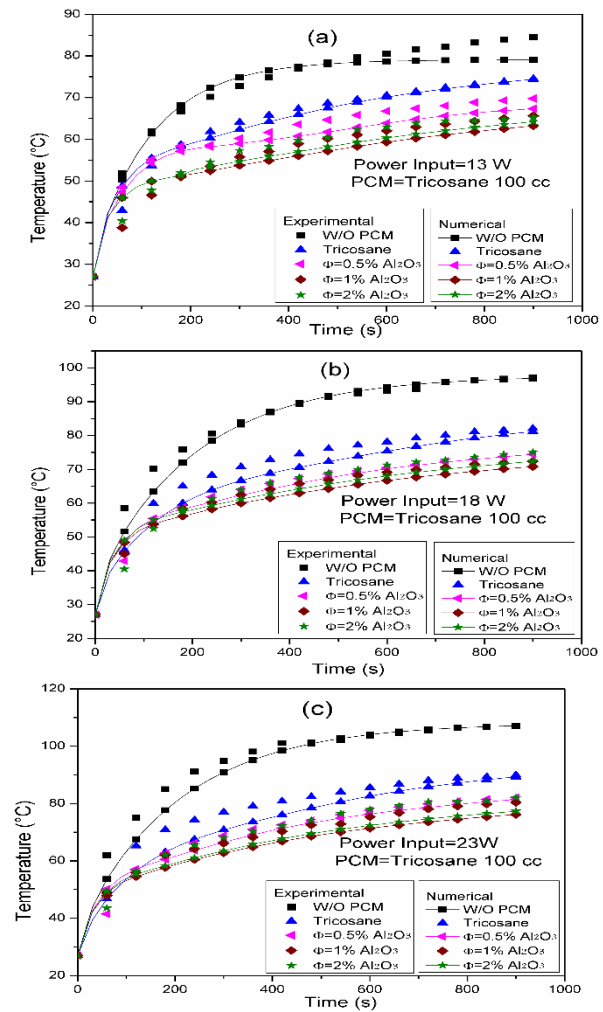 (a)
90
80
70
60
50
40
30
20
Temperature (°C)
Power Input=13 W
PCM=Tricosane 100 cc
Experimental
W/O PCM
Tricosane
Φ=0.5% Al₂O₃
Φ=1% Al₂O₃
Φ=2% Al₂O₃
Numerical
W/O PCM
Tricosane
Φ=0.5% Al₂O₃
Φ=1% Al₂O₃
Φ=2% Al₂O₃
0 200 400 600 800 1000
Time (s)
(b)
100
90
80
70
60
50
40
30
20
Temperature (°C)
Power Input=18 W
PCM=Tricosane 100 cc
Experimental
W/O PCM
Tricosane
Φ=0.5% Al₂O₃
Φ=1% Al₂O₃
Φ=2% Al₂O₃
Numerical
W/O PCM
Tricosane
Φ=0.5% Al₂O₃
Φ=1% Al₂O₃
Φ=2% Al₂O₃
0 200 400 600 800 1000
Time (s)
(c)
120
100
80
60
40
20
Temperature (°C)
Power Input=23W
PCM=Tricosane 100 cc
Experimental
W/O PCM
Tricosane
Φ=0.5% Al₂O₃
Φ=1% Al₂O₃
Φ=2% Al₂O₃
Numerical
W/O PCM
Tricosane
Φ=0.5% Al₂O₃
Φ=1% Al₂O₃
Φ=2% Al₂O₃
0 200 400 600 800 1000
Time (s)